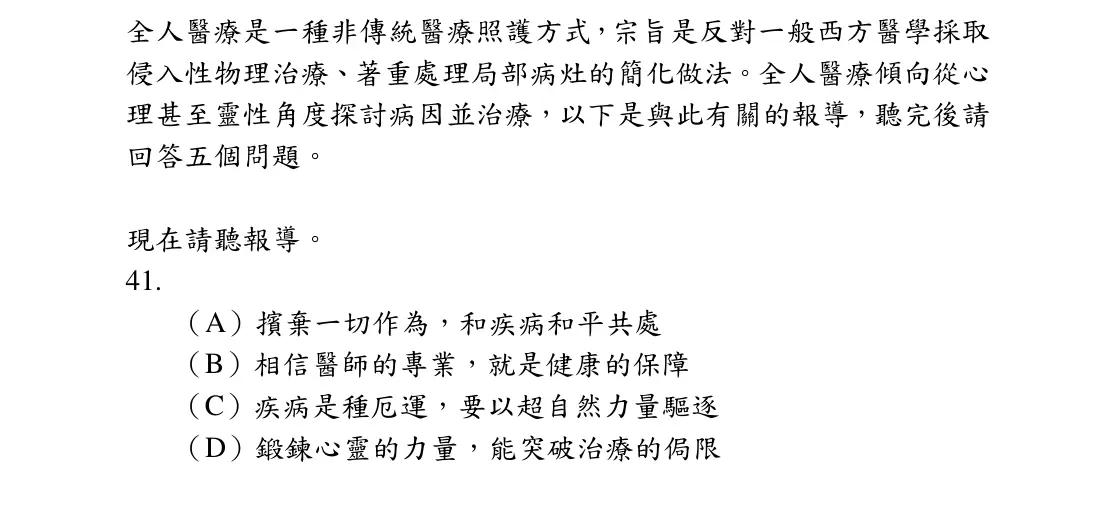 全人醫療是一種非傳統醫療照護方式，宗旨是反對一般西方醫學採取
侵入性物理治療、著重處理局部病灶的簡化做法。全人醫療傾向從心
理甚至靈性角度探討病因並治療，以下是與此有關的報導，聽完後請
回答五個問題。
現在請聽報導。
41.
（A）擯棄一切作為，和疾病和平共處
（B）相信醫師的專業，就是健康的保障
（C）疾病是種厄運，要以超自然力量驅逐
（D）鍛鍊心靈的力量，能突破治療的侷限